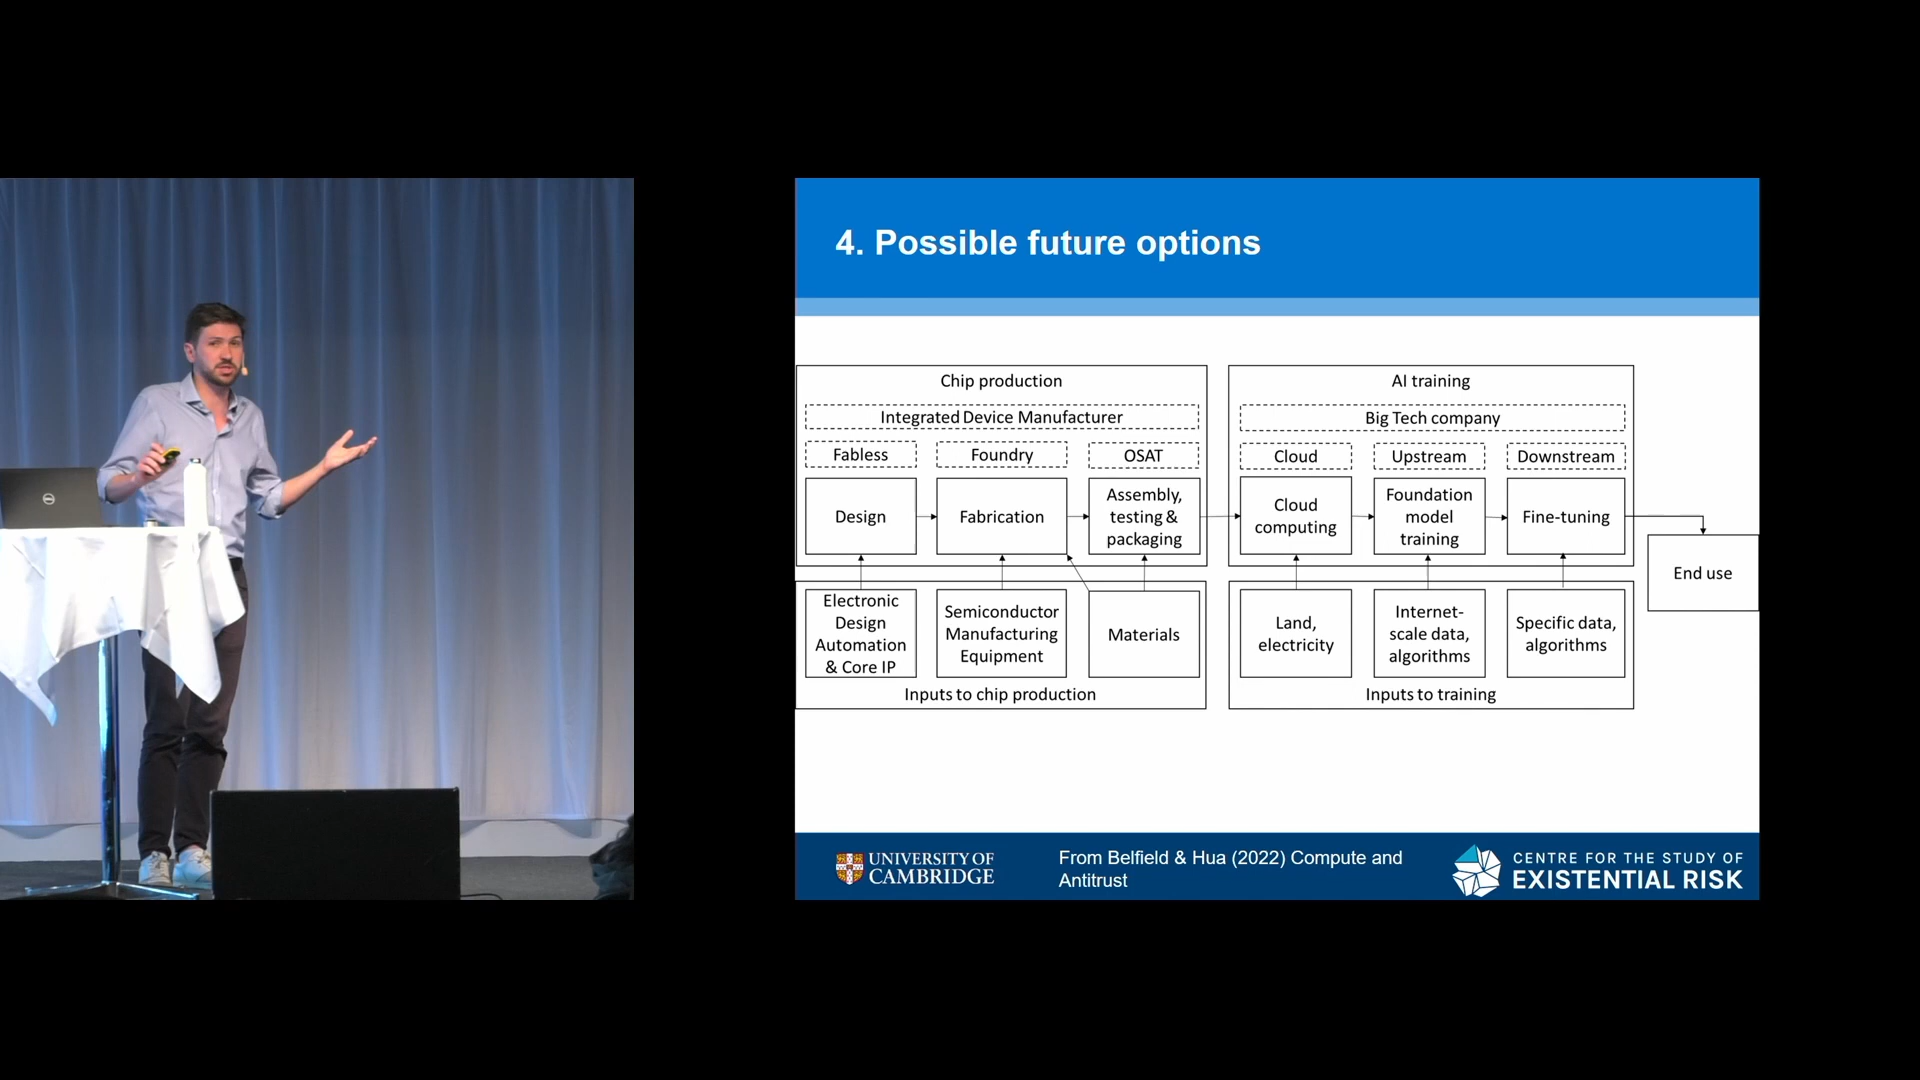 4. Possible future options
Chip production
Integrated Device Manufacturer
Fabless
Foundry
OSAT
Design
Fabrication
Assembly,
testing &
packaging
Electronic
Design
Automation
& Core IP
Semiconductor
Manufacturing
Equipment
Materials
Inputs to chip production
AI training
Big Tech company
Cloud
Upstream
Downstream
Cloud
computing
Foundation
model
training
Fine-tuning
Land,
electricity
Internet-
scale data,
algorithms
Specific data,
algorithms
Inputs to training
End use
UNIVERSITY OF
CAMBRIDGE
From Belfield & Hua (2022) Compute and
Antitrust
CENTRE FOR THE STUDY OF
EXISTENTIAL RISK